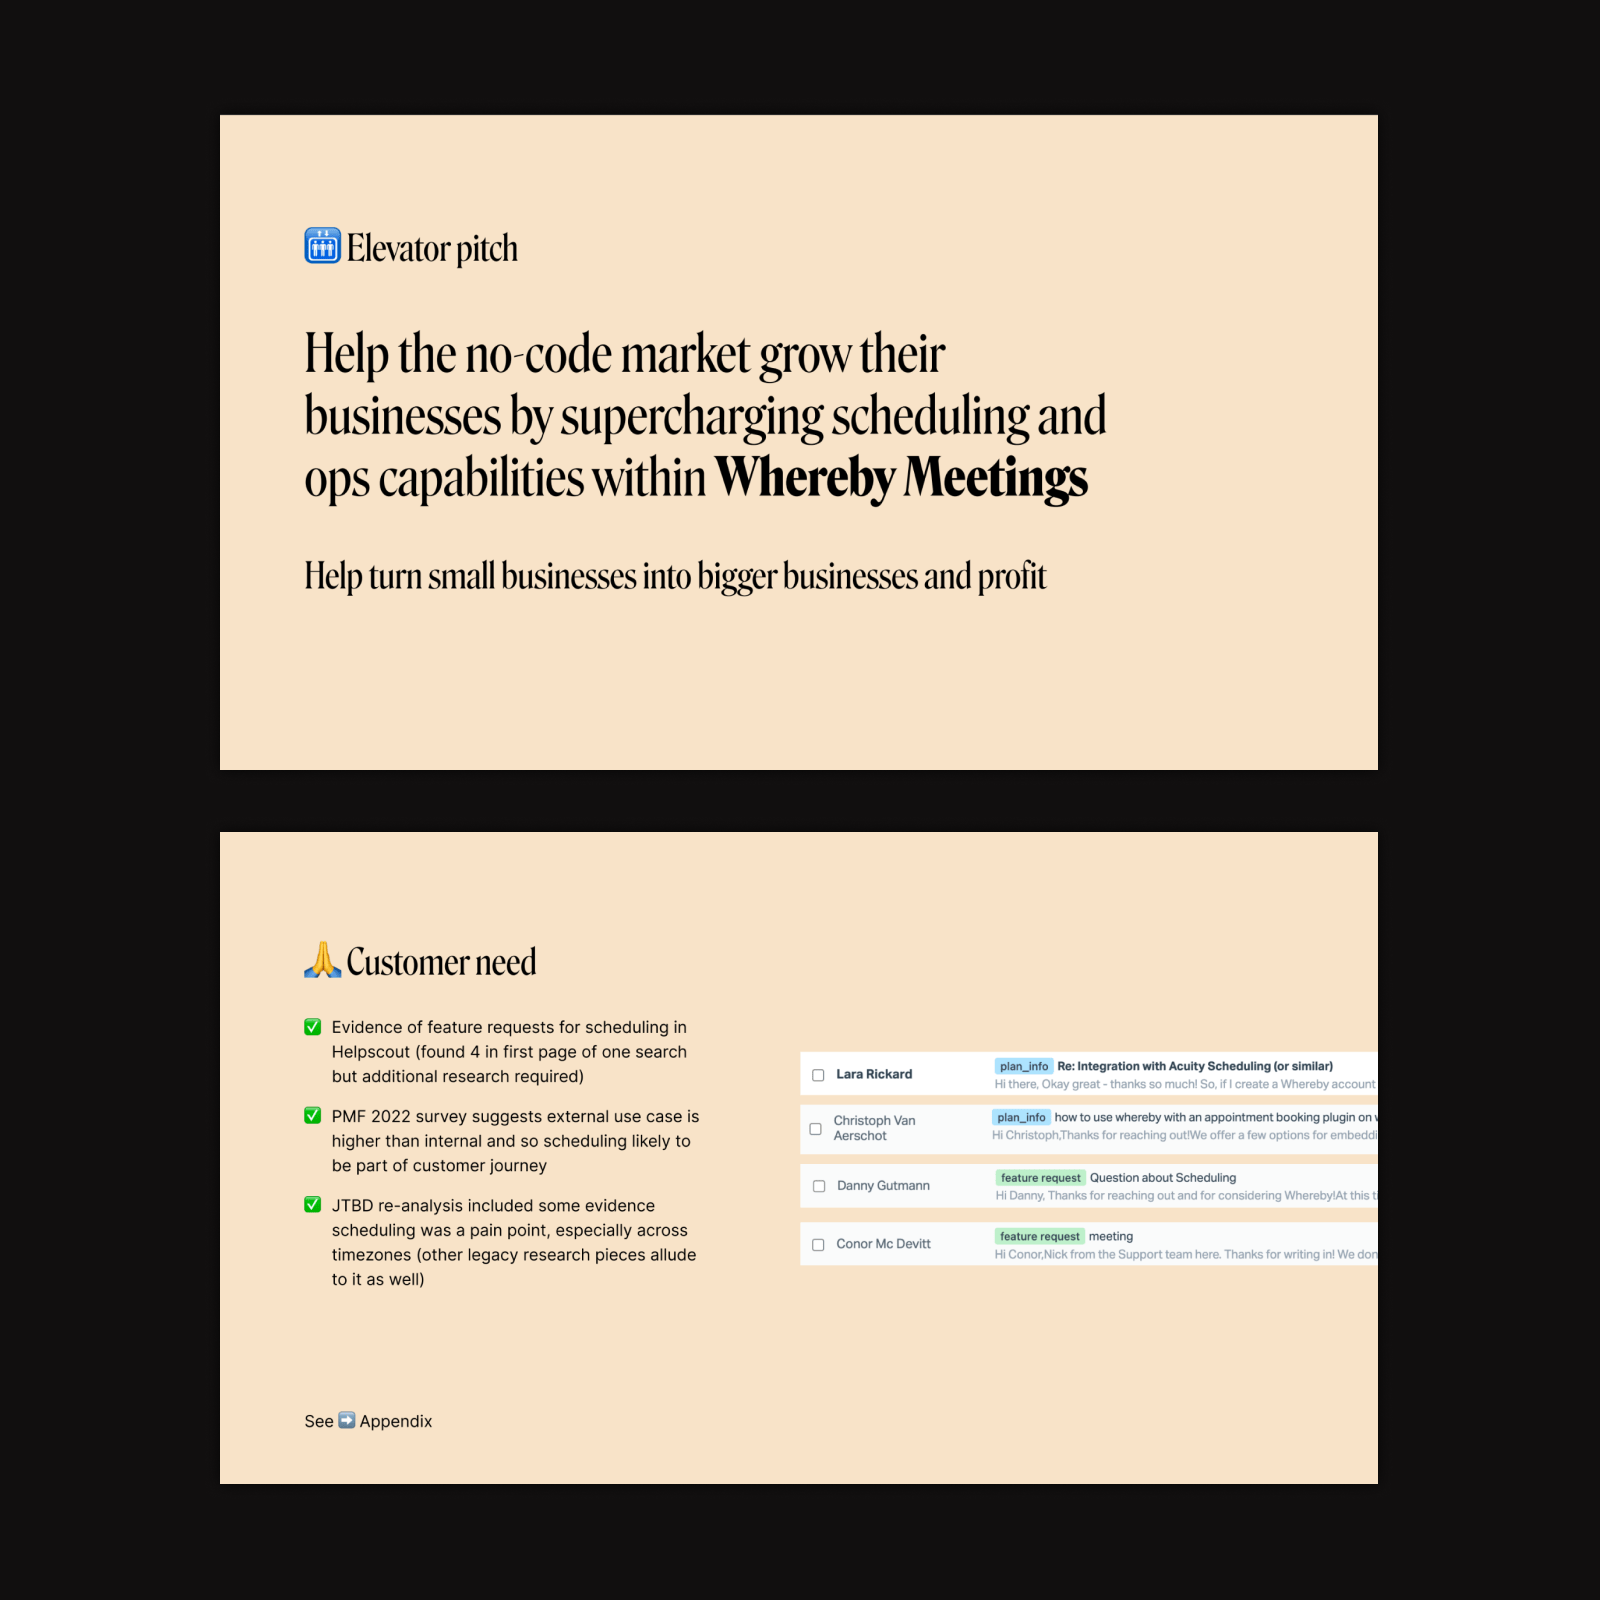 Elevator pitch
Help the no-code market grow their
businesses by supercharging scheduling and
ops capabilities within Whereby Meetings
Help turn small businesses into bigger businesses and profit
Customer need
Evidence of feature requests for scheduling in
Helpscout (found 4 in first page of one search
but additional research required)
PMF 2022 survey suggests external use case is
higher than internal and so scheduling likely to
be part of customer journey
JTBD re-analysis included some evidence
scheduling was a pain point, especially across
timezones (other legacy research pieces allude
to it as well)
See ➡️ Appendix
Lara Rickard
plan_info Re: Integration with Acuity Scheduling (or similar)
Hi there, Okay great - thanks so much! So, if I create a Whereby account
Christoph Van
Aerschot
plan_info how to use whereby with an appointment booking plugin on
Hi Christoph,Thanks for reaching out!We offer a few options for
Danny Gutmann
feature request Question about Scheduling
Hi Danny, Thanks for reaching out and for considering Whereby!At this
Conor Mc Devitt
feature request meeting
Hi Conor,Nick from the Support team here. Thanks for writing in! We